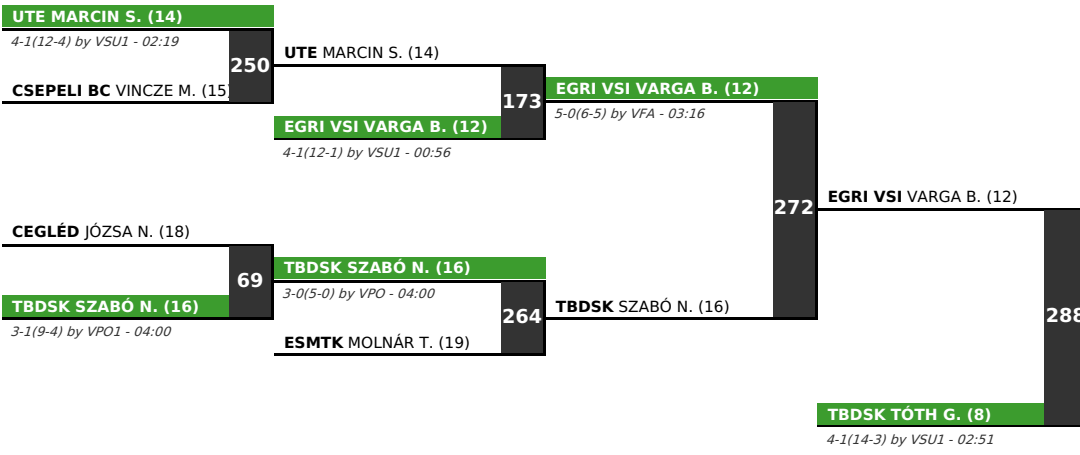 UTE MARCIN S. (14)
4-1(12-4) by VSU1 - 02:19
250
CSEPELI BC VINCZE M. (15)
UTE MARCIN S. (14)
173
EGRI VSI VARGA B. (12)
4-1(12-1) by VSU1 - 00:56
EGRI VSI VARGA B. (12)
5-0(6-5) by VFA - 03:16
272
CEGLÉD JÓZSA N. (18)
69
TBDSK SZABÓ N. (16)
3-1(9-4) by VPO1 - 04:00
TBDSK SZABÓ N. (16)
3-0(5-0) by VPO - 04:00
264
ESMTK MOLNÁR T. (19)
TBDSK SZABÓ N. (16)
EGRI VSI VARGA B. (12)
288
TBDSK TÓTH G. (8)
4-1(14-3) by VSU1 - 02:51